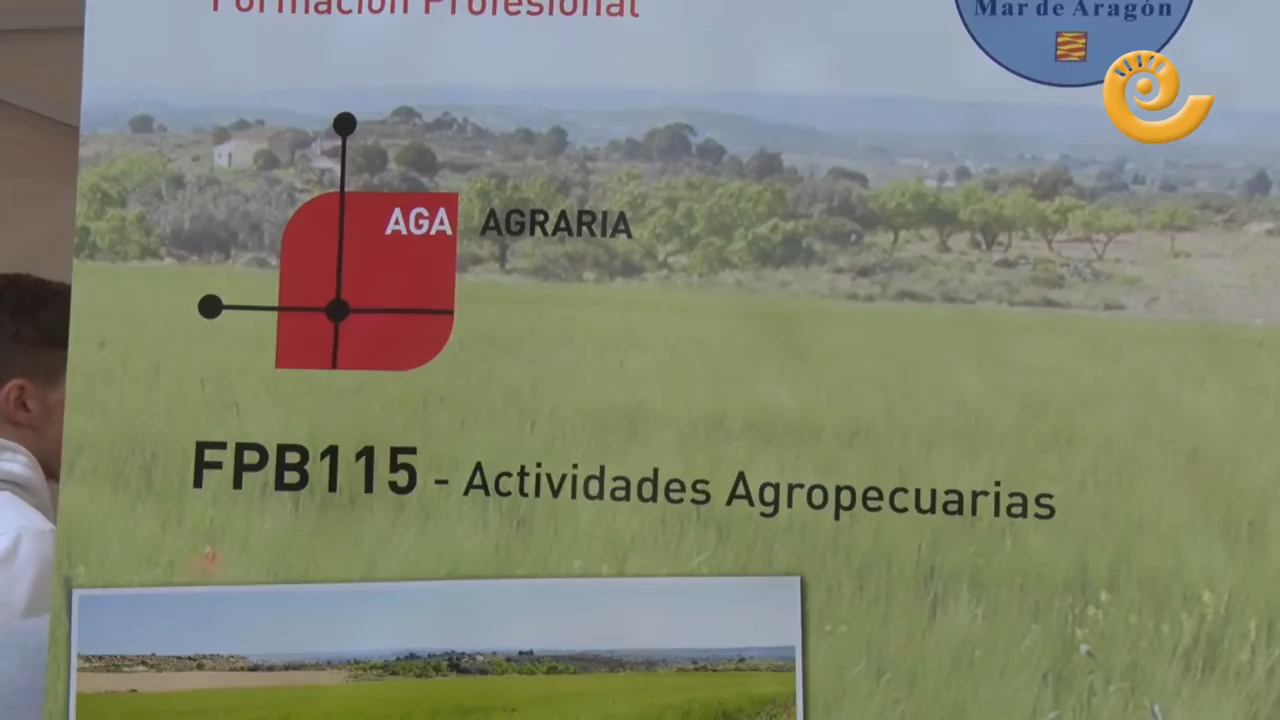 Formación Profesional
Mar de Aragón
AGA AGRARIA
FPB115 - Actividades Agropecuarias